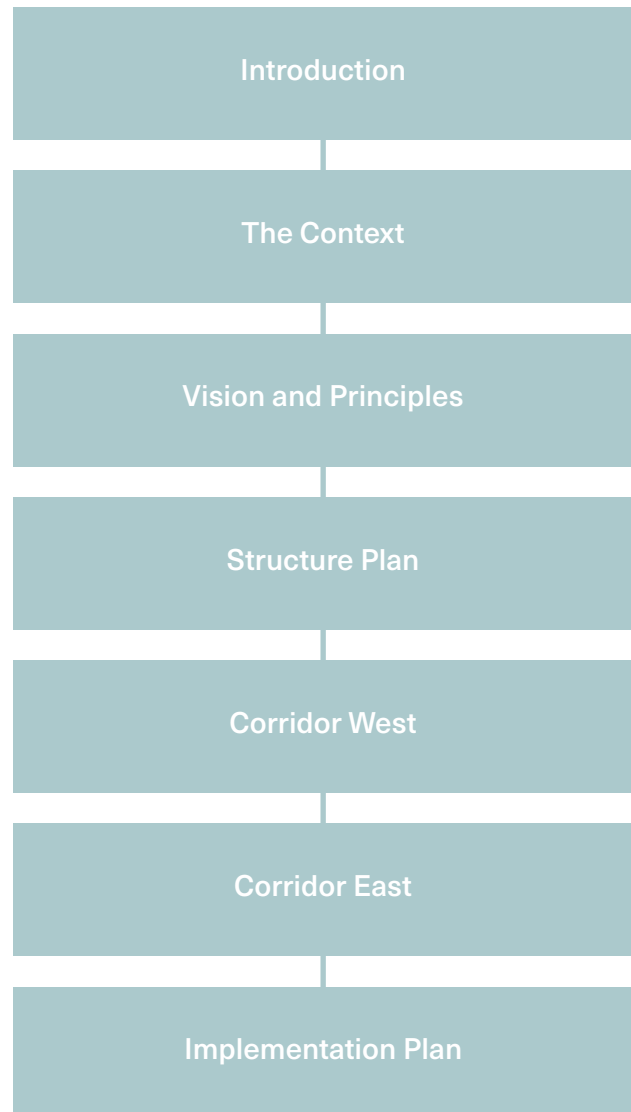 Introduction
The Context
Vision and Principles
Structure Plan
Corridor West
Corridor East
Implementation Plan